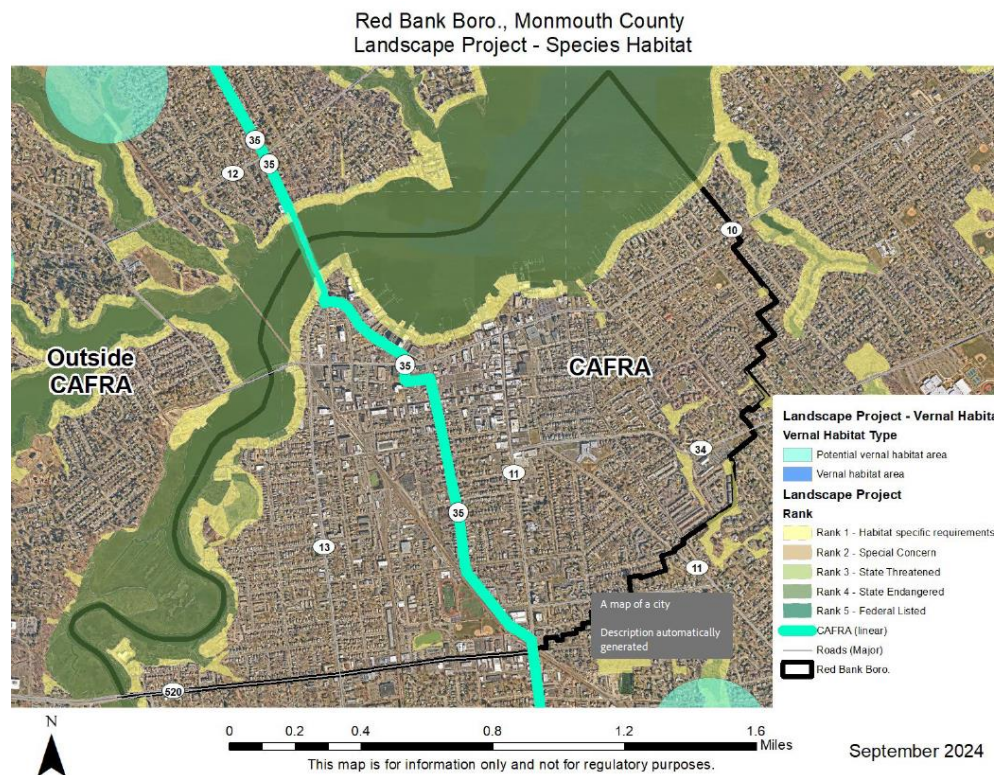 Red Bank Boro., Monmouth County
Landscape Project - Species Habitat
35
35
12
10
Outside
CAFRA
35
CAFRA
34
11
35
13
11
520
A map of a city
Description automatically
generated
Landscape Project - Vernal Habita
Vernal Habitat Type
Potential vernal habitat area
Vernal habitat area
Landscape Project
Rank
Rank 1 - Habitat specific requirements
Rank 2 - Special Concern
Rank 3 - State Threatened
Rank 4 - State Endangered
Rank 5 - Federal Listed
CAFRA (linear)
Roads (Major)
Red Bank Boro.
N
0 0.4 0.8 1.2 1.6
Miles
This map is for information only and not for regulatory purposes.
September 2024